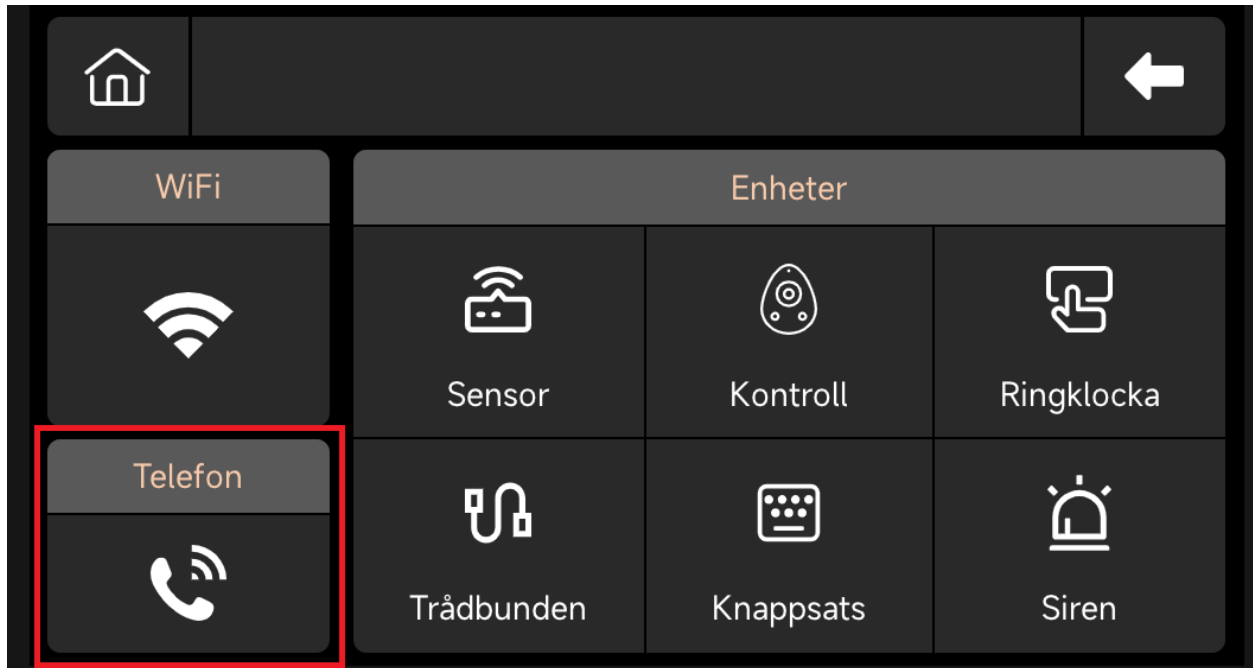 WiFi
Enheter
Sensor
Kontroll
Ringklocka
Telefon
Trådbunden
Knappsats
Siren